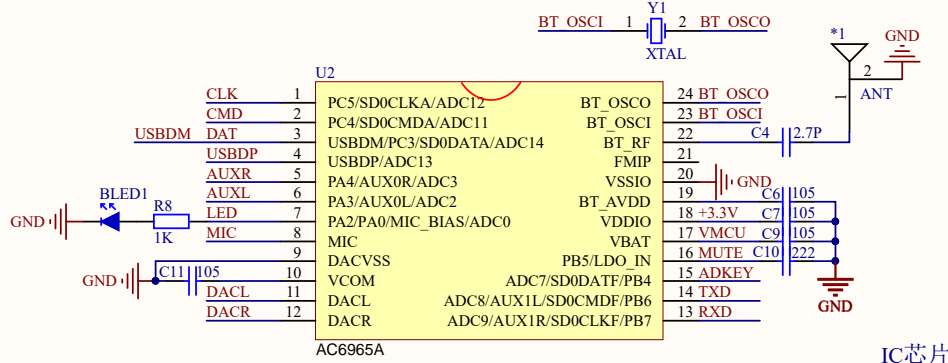 Y1
BT_OSCI 1 2 BT_OSCO
XTAL
*1
GND
2
1
ANT
U2
CLK 1 PC5/SD0CLKA/ADC12 BT_OSCO 24 BT_OSCO
CMD 2 PC4/SD0CMDA/ADC11 BT_OSCI 23 BT_OSCI
USBDM DAT 3 USBDM/PC3/SD0DATA/ADC14 BT_RF 22 C4 2.7P
USBDP 4 USBDP/ADC13 FMIP 21
AUXR 5 PA4/AUX0R/ADC3 VSSIO 20 GND
AUXL 6 PA3/AUX0L/ADC2 BT_AVDD 19 C6 105
BLED1
GND R8 1K LED 7 PA2/PA0/MIC_BIAS/ADC0 VDDIO 18 +3.3V C7 105
MIC 8 MIC VBAT 17 VMCU C9 105
9 DACVSS PB5/LDO_IN 16 MUTE C10 222
GND C11 105 10 VCOM ADC7/SD0DATF/PB4 15 ADKEY
DACL 11 DACL ADC8/AUX1L/SD0CMDF/PB6 14 TXD
DACR 12 DACR ADC9/AUX1R/SD0CLKF/PB7 13 RXD
GND
AC6965A
IC芯片